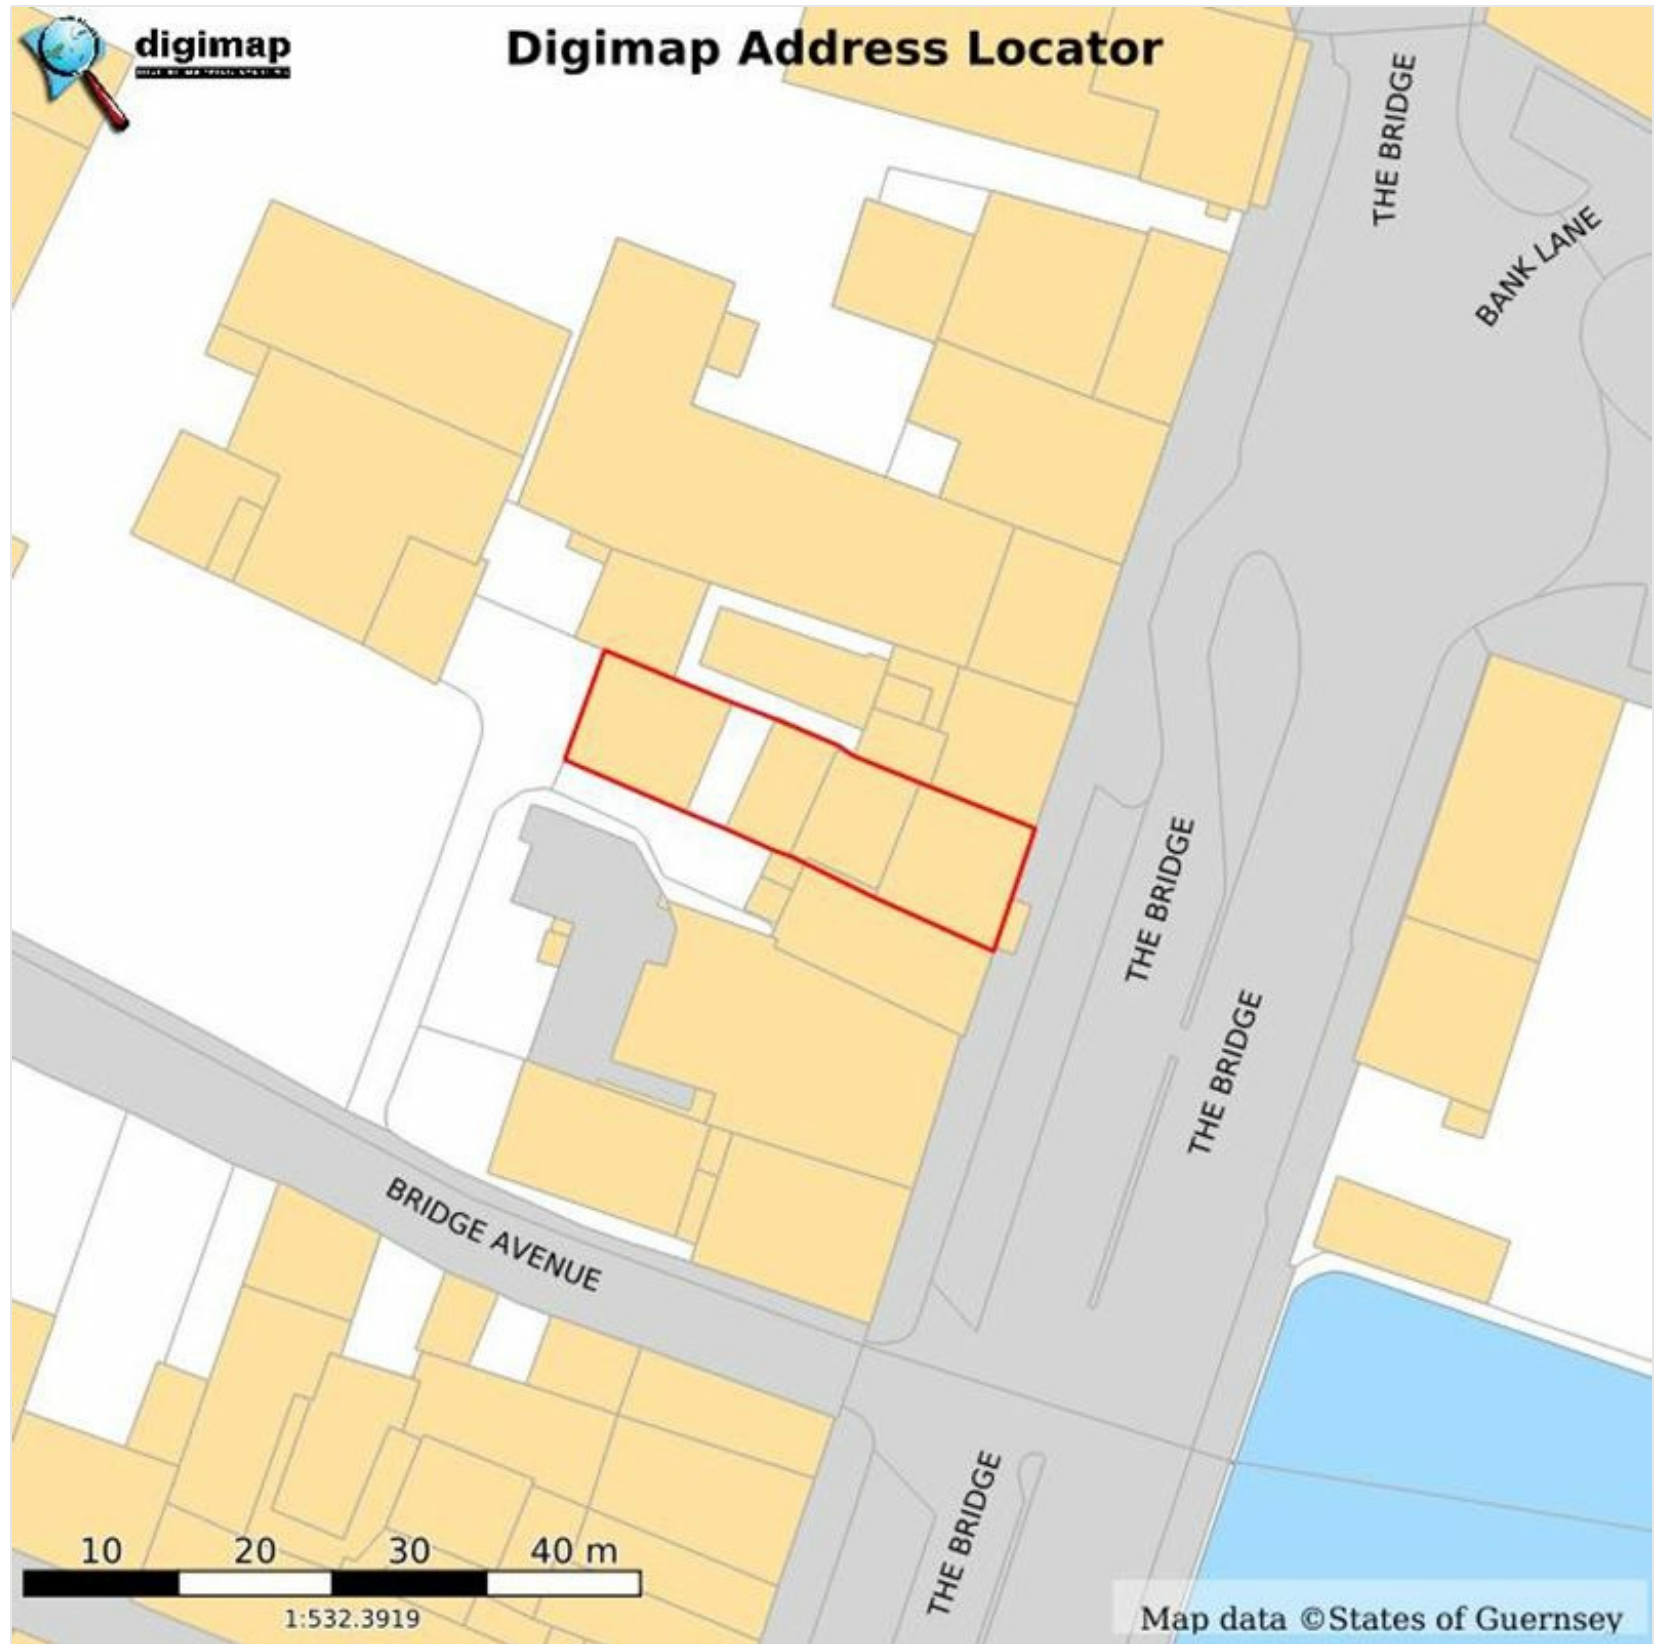 digimap
Digimap Address Locator
THE BRIDGE
BANK LANE
THE BRIDGE
THE BRIDGE
BRIDGE AVENUE
THE BRIDGE
10 20 30 40 m
1:532.3919
Map data ©States of Guernsey